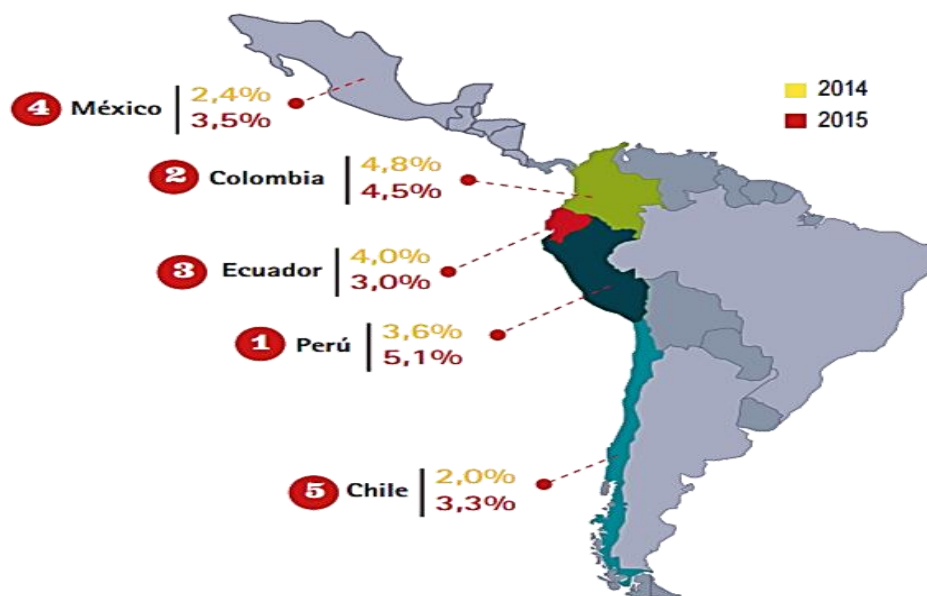 2014
2015
4 México 2,4%
3,5%
2 Colombia 4,8%
4,5%
3 Ecuador 4,0%
3,0%
1 Perú 3,6%
5,1%
5 Chile 2,0%
3,3%